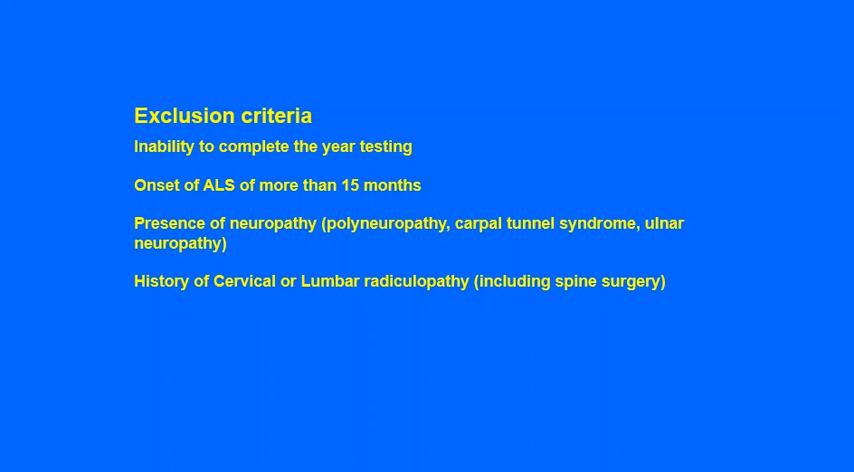 Exclusion criteria
Inability to complete the year testing
Onset of ALS of more than 15 months
Presence of neuropathy (polyneuropathy, carpal tunnel syndrome, ulnar
neuropathy)
History of Cervical or Lumbar radiculopathy (including spine surgery)